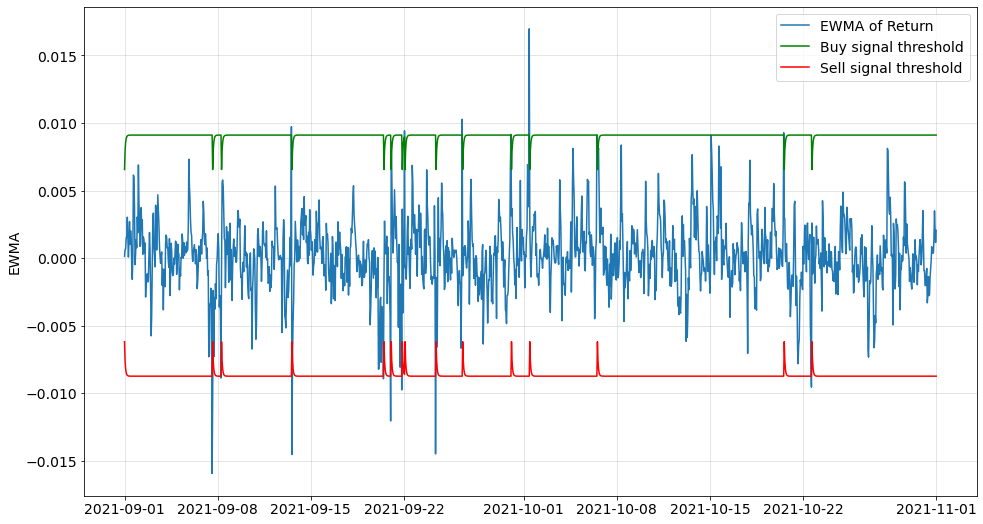 EWMA of Return
Buy signal threshold
Sell signal threshold
0.015
0.010
0.005
0.000
−0.005
−0.010
−0.015
EWMA
2021-09-01 2021-09-08 2021-09-15 2021-09-22 2021-10-01 2021-10-08 2021-10-15 2021-10-22 2021-11-01